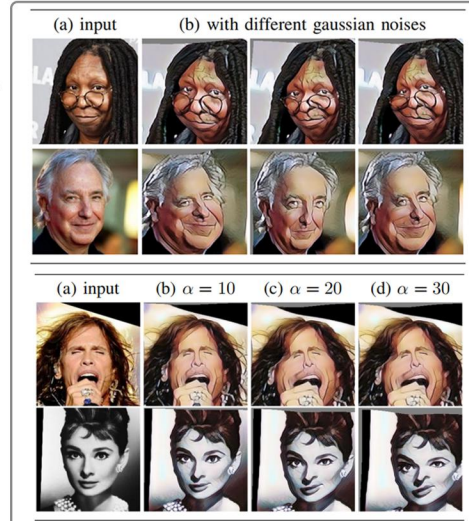 (a) input (b) with different gaussian noises
(a) input (b) α = 10 (c) α = 20 (d) α = 30